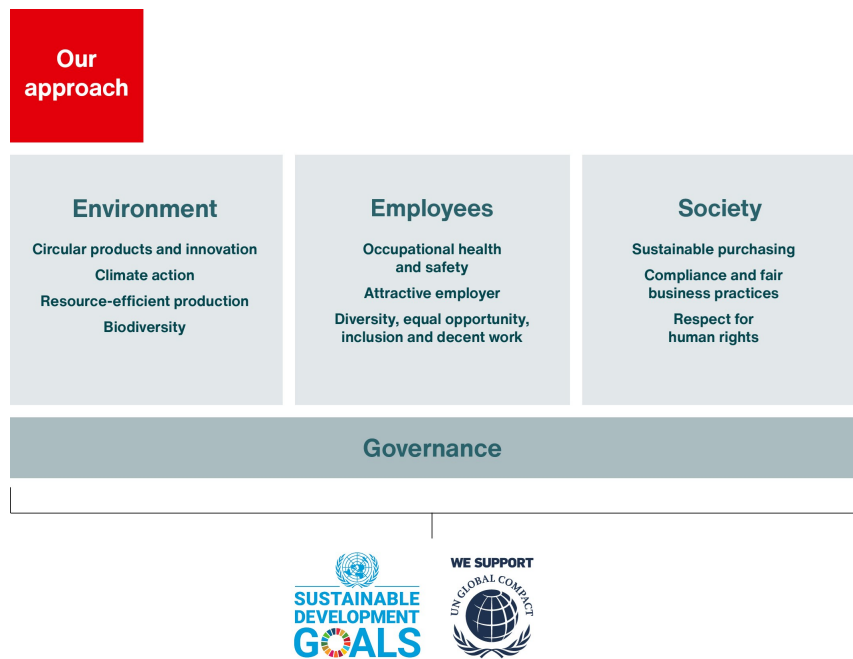 Our
approach
Environment
Circular products and innovation
Climate action
Resource-efficient production
Biodiversity
Employees
Occupational health
and safety
Attractive employer
Diversity, equal opportunity,
inclusion and decent work
Society
Sustainable purchasing
Compliance and fair
business practices
Respect for
human rights
Governance
SUSTAINABLE
DEVELOPMENT
GOALS
WE SUPPORT
UN GLOBAL COMPACT